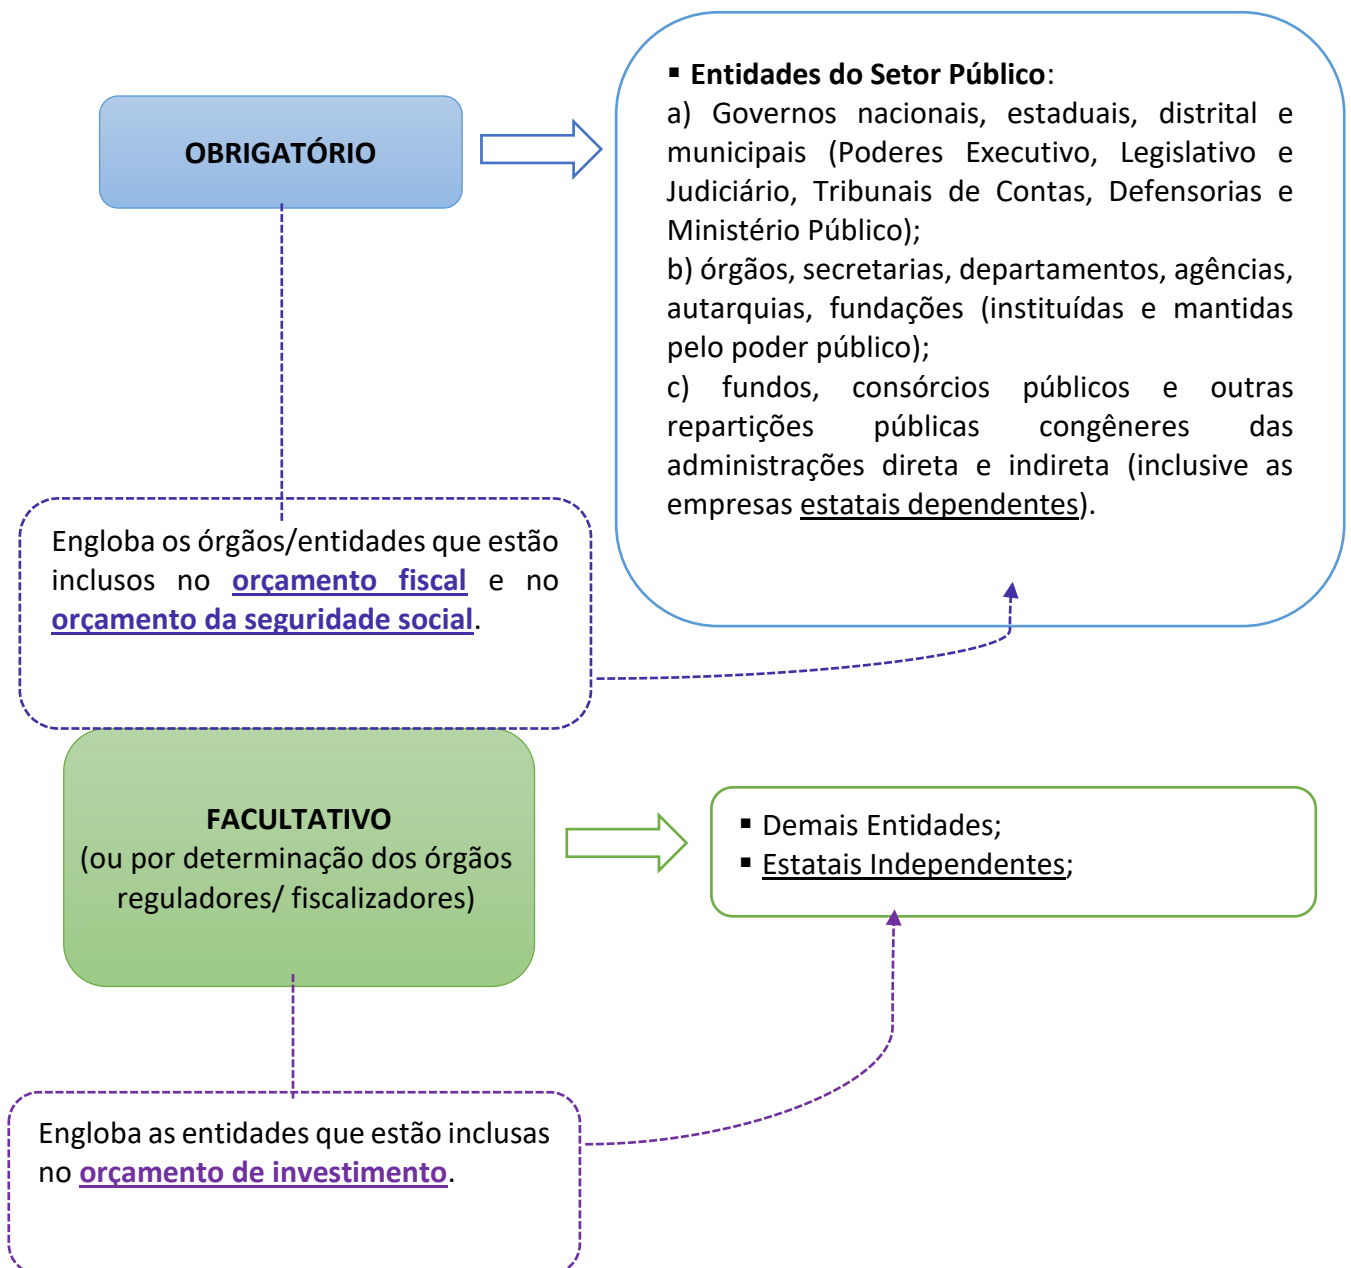 OBRIGATÓRIO
▪ Entidades do Setor Público:
a) Governos nacionais, estaduais, distrital e
municipais (Poderes Executivo, Legislativo e
Judiciário, Tribunais de Contas, Defensorias e
Ministério Público);
b) órgãos, secretarias, departamentos, agências,
autarquias, fundações (instituídas e mantidas
pelo poder público);
c) fundos, consórcios públicos e outras
repartições públicas congêneres das
administrações direta e indireta (inclusive as
empresas estatais dependentes).
Engloba os órgãos/entidades que estão
inclusos no orçamento fiscal e no
orçamento da seguridade social.
FACULTATIVO
(ou por determinação dos órgãos
reguladores/ fiscalizadores)
▪ Demais Entidades;
▪ Estatais Independentes;
Engloba as entidades que estão inclusas
no orçamento de investimento.